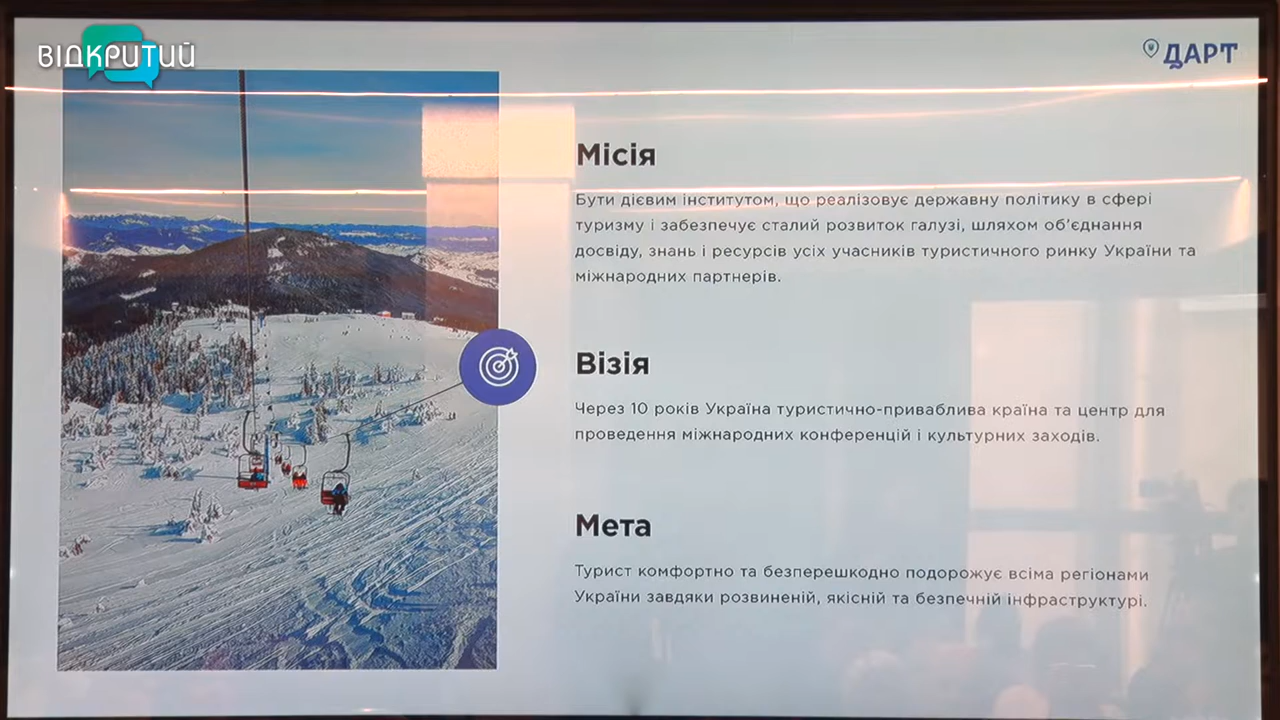 ВІДКРИТИЙ
ДАРТ
Місія
Бути дієвим інститутом, що реалізовує державну політику в сфері
туризму і забезпечує сталий розвиток галузі, шляхом об'єднання
досвіду, знань і ресурсів усіх учасників туристичного ринку України та
міжнародних партнерів.
Візія
Через 10 років Україна туристично-приваблива країна та центр для
проведення міжнародних конференцій і культурних заходів.
Мета
Турист комфортно та безперешкодно подорожує всіма регіонами
України завдяки розвиненій, якісній та безпечній інфраструктурі.